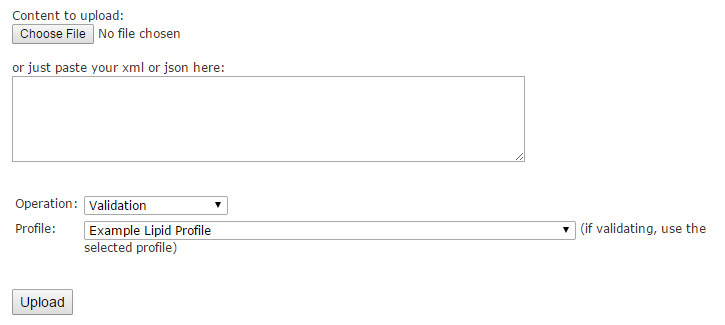 Content to upload:
Choose File No file chosen
or just paste your xml or json here:
Operation: Validation
Profile: Example Lipid Profile (if validating, use the
selected profile)
Upload